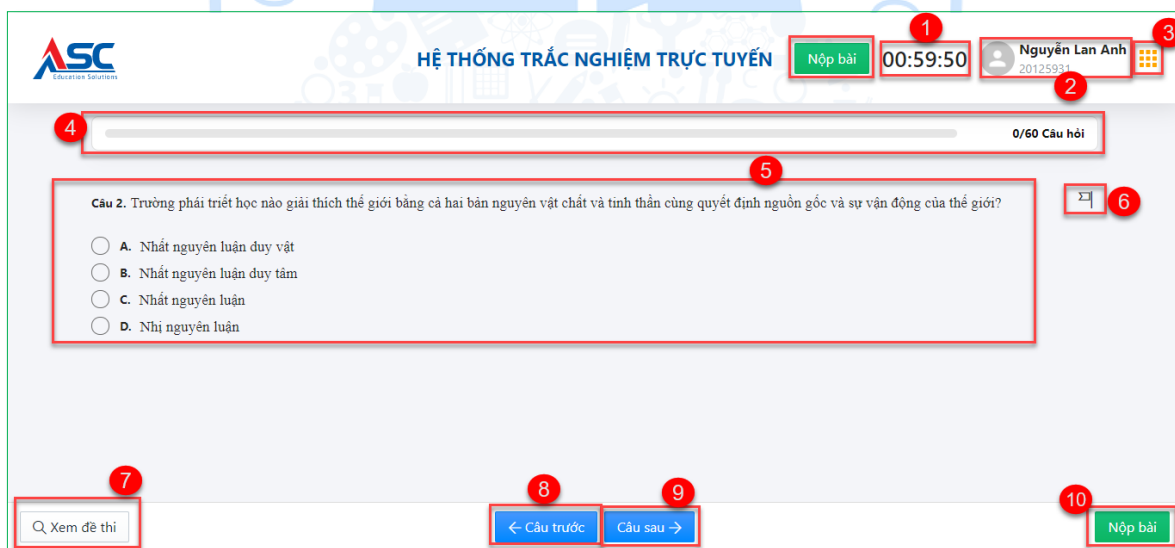 ASC
Education Solutions
HỆ THỐNG TRẮC NGHIỆM TRỰC TUYẾN
Nộp bài
1
00:59:50
Nguyễn Lan Anh
20125931
2
3
4
0/60 Câu hỏi
5
Câu 2. Trường phái triết học nào giải thích thế giới bằng cả hai bản nguyên vật chất và tinh thần cùng quyết định nguồn gốc và sự vận động của thế giới?
6
A. Nhất nguyên luận duy vật
B. Nhất nguyên luận duy tâm
C. Nhất nguyên luận
D. Nhị nguyên luận
7
Xem đề thi
8
← Câu trước
9
Câu sau →
10
Nộp bài